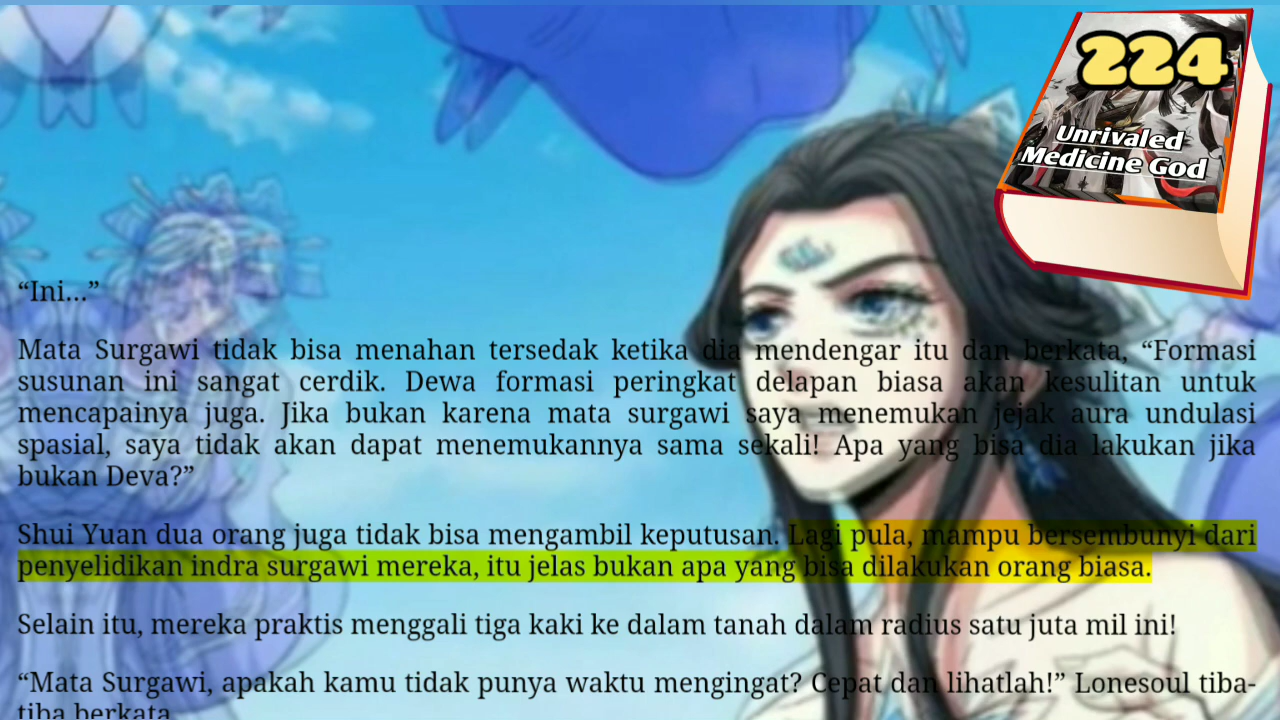 224
Unrivaled
Medicine God
“Ini...”
Mata Surgawi tidak bisa menahan tersedak ketika dia mendengar itu dan berkata, “Formasi
susunan ini sangat cerdik. Dewa formasi peringkat delapan biasa akan kesulitan untuk
mencapainya juga. Jika bukan karena mata surgawi saya menemukan jejak aura undulasi
spasial, saya tidak akan dapat menemukannya sama sekali! Apa yang bisa dia lakukan jika
bukan Deva?”
Shui Yuan dua orang juga tidak bisa mengambil keputusan. Lagi pula, mampu bersembunyi dari
penyelidikan indra surgawi mereka, itu jelas bukan apa yang bisa dilakukan orang biasa.
Selain itu, mereka praktis menggali tiga kaki ke dalam tanah dalam radius satu juta mil ini!
“Mata Surgawi, apakah kamu tidak punya waktu mengingat? Cepat dan lihatlah!” Lonesoul tiba-
tiba berkata.